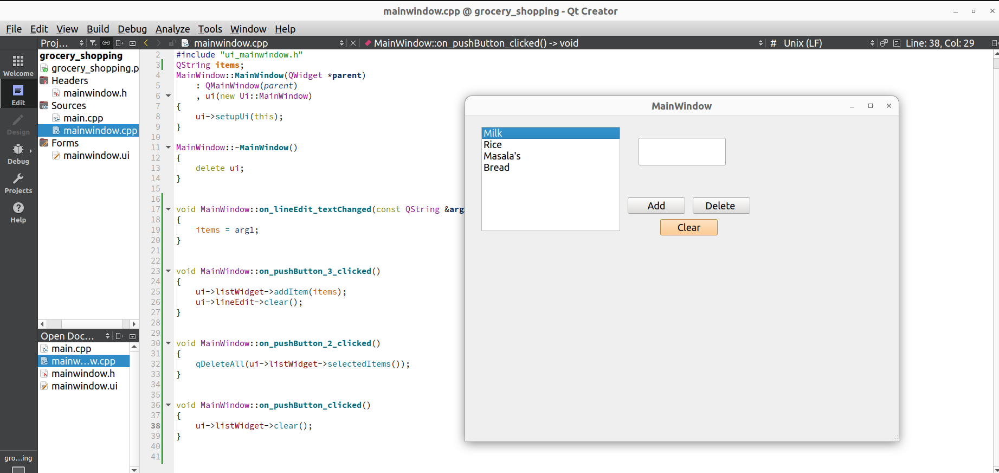 mainwindow.cpp @ grocery_shopping - Qt Creator
File Edit View Build Debug Analyze Tools Window Help
Proj... mainwindow.cpp MainWindow::on_pushButton_clicked() -> void # Unix (LF) Line: 38, Col: 29
Welcome
Edit
Design
Debug
Projects
Help
gro...ing
grocery_shopping
grocery_shopping.p
Headers
mainwindow.h
Sources
main.cpp
mainwindow.cpp
Forms
mainwindow.ui
Open Doc...
main.cpp
mainw...w.cpp
mainwindow.h
mainwindow.ui
2 #include "ui_mainwindow.h"
3 QString items;
4 MainWindow::MainWindow(QWidget *parent)
5 : QMainWindow(parent)
6 , ui(new Ui::MainWindow)
7 {
8 ui->setupUi(this);
9 }
10
11 MainWindow::~MainWindow()
12 {
13 delete ui;
14 }
15
16
17 void MainWindow::on_lineEdit_textChanged(const QString &arg
18 {
19 items = arg1;
20 }
21
22
23 void MainWindow::on_pushButton_3_clicked()
24 {
25 ui->listWidget->addItem(items);
26 ui->lineEdit->clear();
27 }
28
29
30 void MainWindow::on_pushButton_2_clicked()
31 {
32 qDeleteAll(ui->listWidget->selectedItems());
33 }
34
35
36 void MainWindow::on_pushButton_clicked()
37 {
38 ui->listWidget->clear();
39 }
40
41
MainWindow
Milk
Rice
Masala's
Bread
Add Delete
Clear